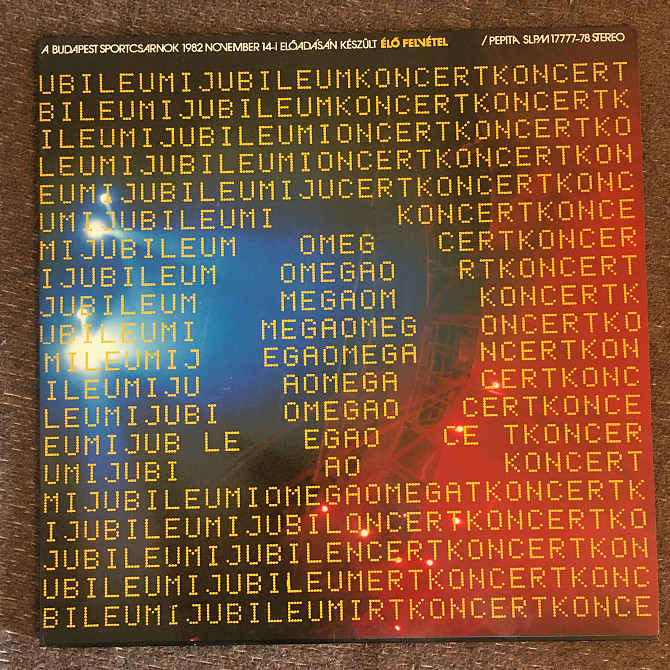 A BUDAPEST SPORTCSARNOK 1982 NOVEMBER 14-i ELŐADÁSÁN KÉSZÜLT ÉLŐ FELVÉTEL / PEPITA SLPM 17777-78 STEREO
UBILEUMIJUBILEUMKONCERTKONCERT
BILEUMIJUBILEUMKONCERTKONCERTK
ILEUMIJUBILEUMIONCERTKONCERTKO
LEUMIJUBILEUMIONCERTKONCERTKON
EUMIJUBILEUMIJUCERTKONCERTKONC
UMIJUBILEUMI KONCERTKONCE
MIJUBILEUM OMEG CERTKONCER
IJUBILEUM OMEGAO RTKONCERT
JUBILEUM MEGAOM KONCERTK
UBILEUMI MEGAOMEG ONCERTKO
MILEUMIJ EGAOMEGA NCERTKON
ILEUMIJU AOMEGA CERTKONC
LEUMIJUBI OMEGAO CERTKONCE
EUMIJUB LE EGAO CE TKONCER
UMIJUBI AO KONCERT
MIJUBILEUMIOMEGAOMEGATKONCERTK
IJUBILEUMIJUBILONCERTKONCERTKO
JUBILEUMIJUBILENCERTKONCERTKON
UBILEUMIJUBILEUMERTKONCERTKONC
BILEUMIJUBILEUMIRTKONCERTKONCE